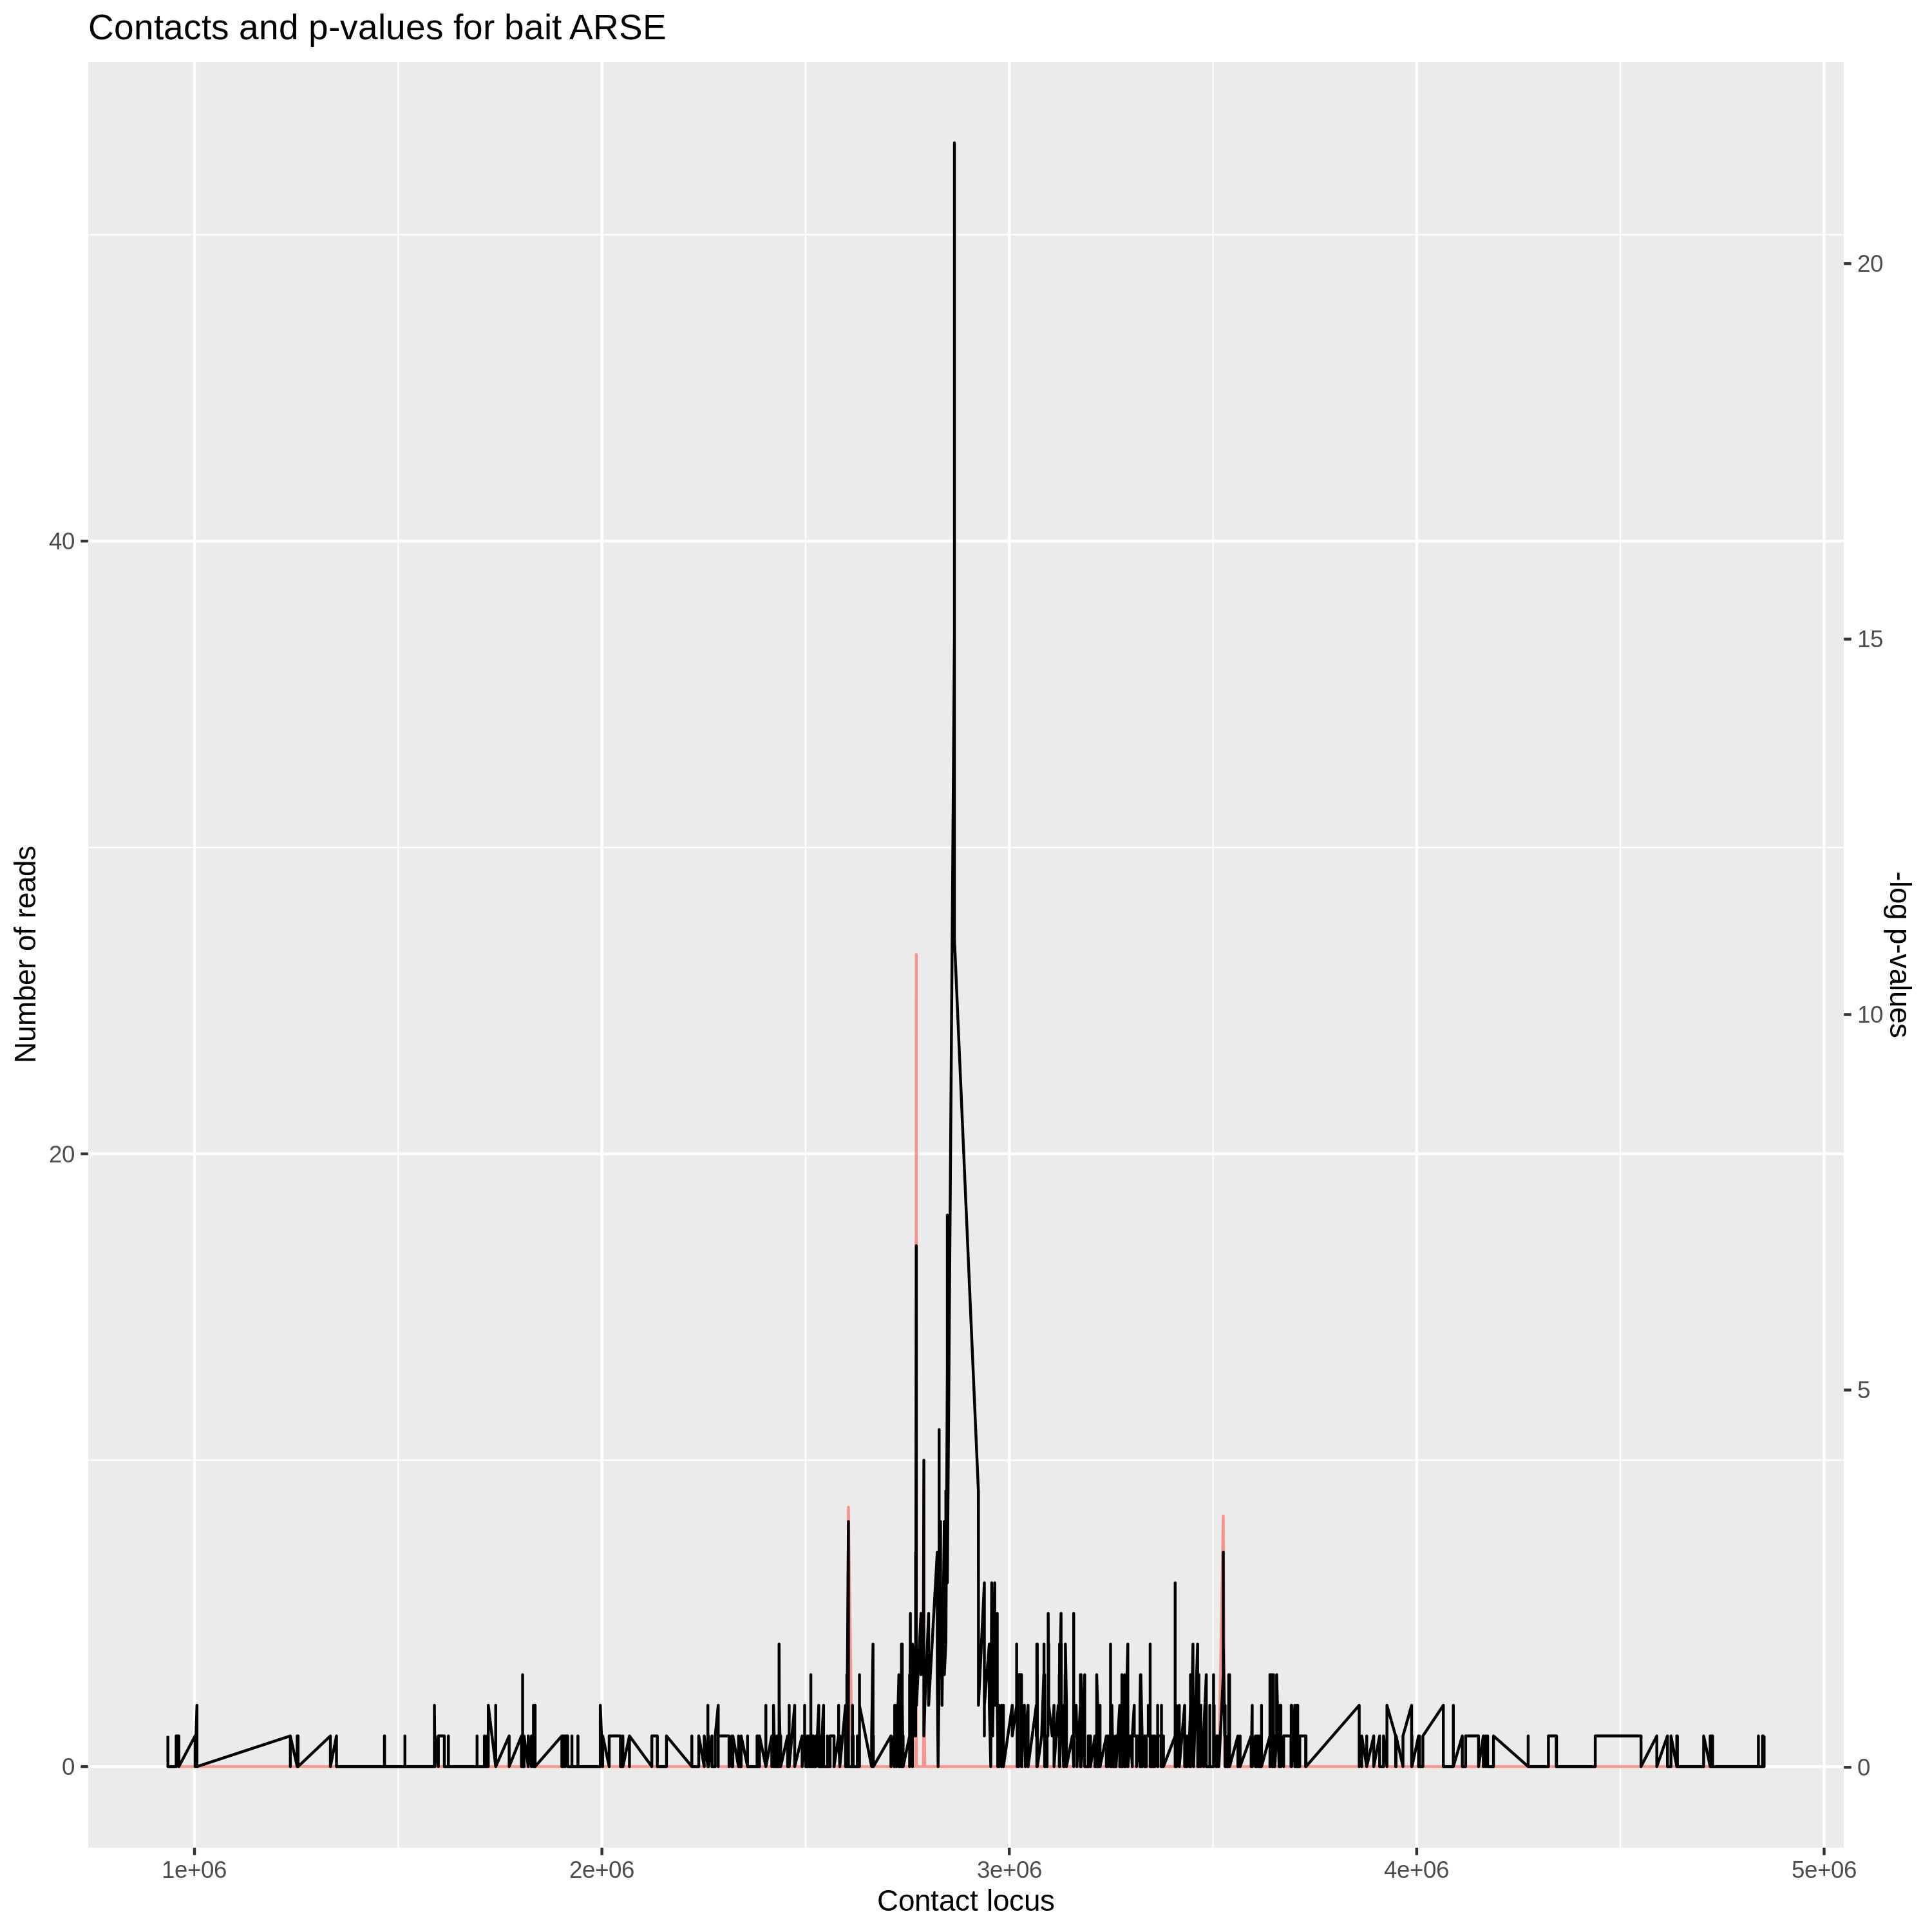 Contacts and p-values for bait ARSE
Number of reads
40
20
0
20
15
10
5
0
-log p-values
1e+06
2e+06
3e+06
4e+06
5e+06
Contact locus